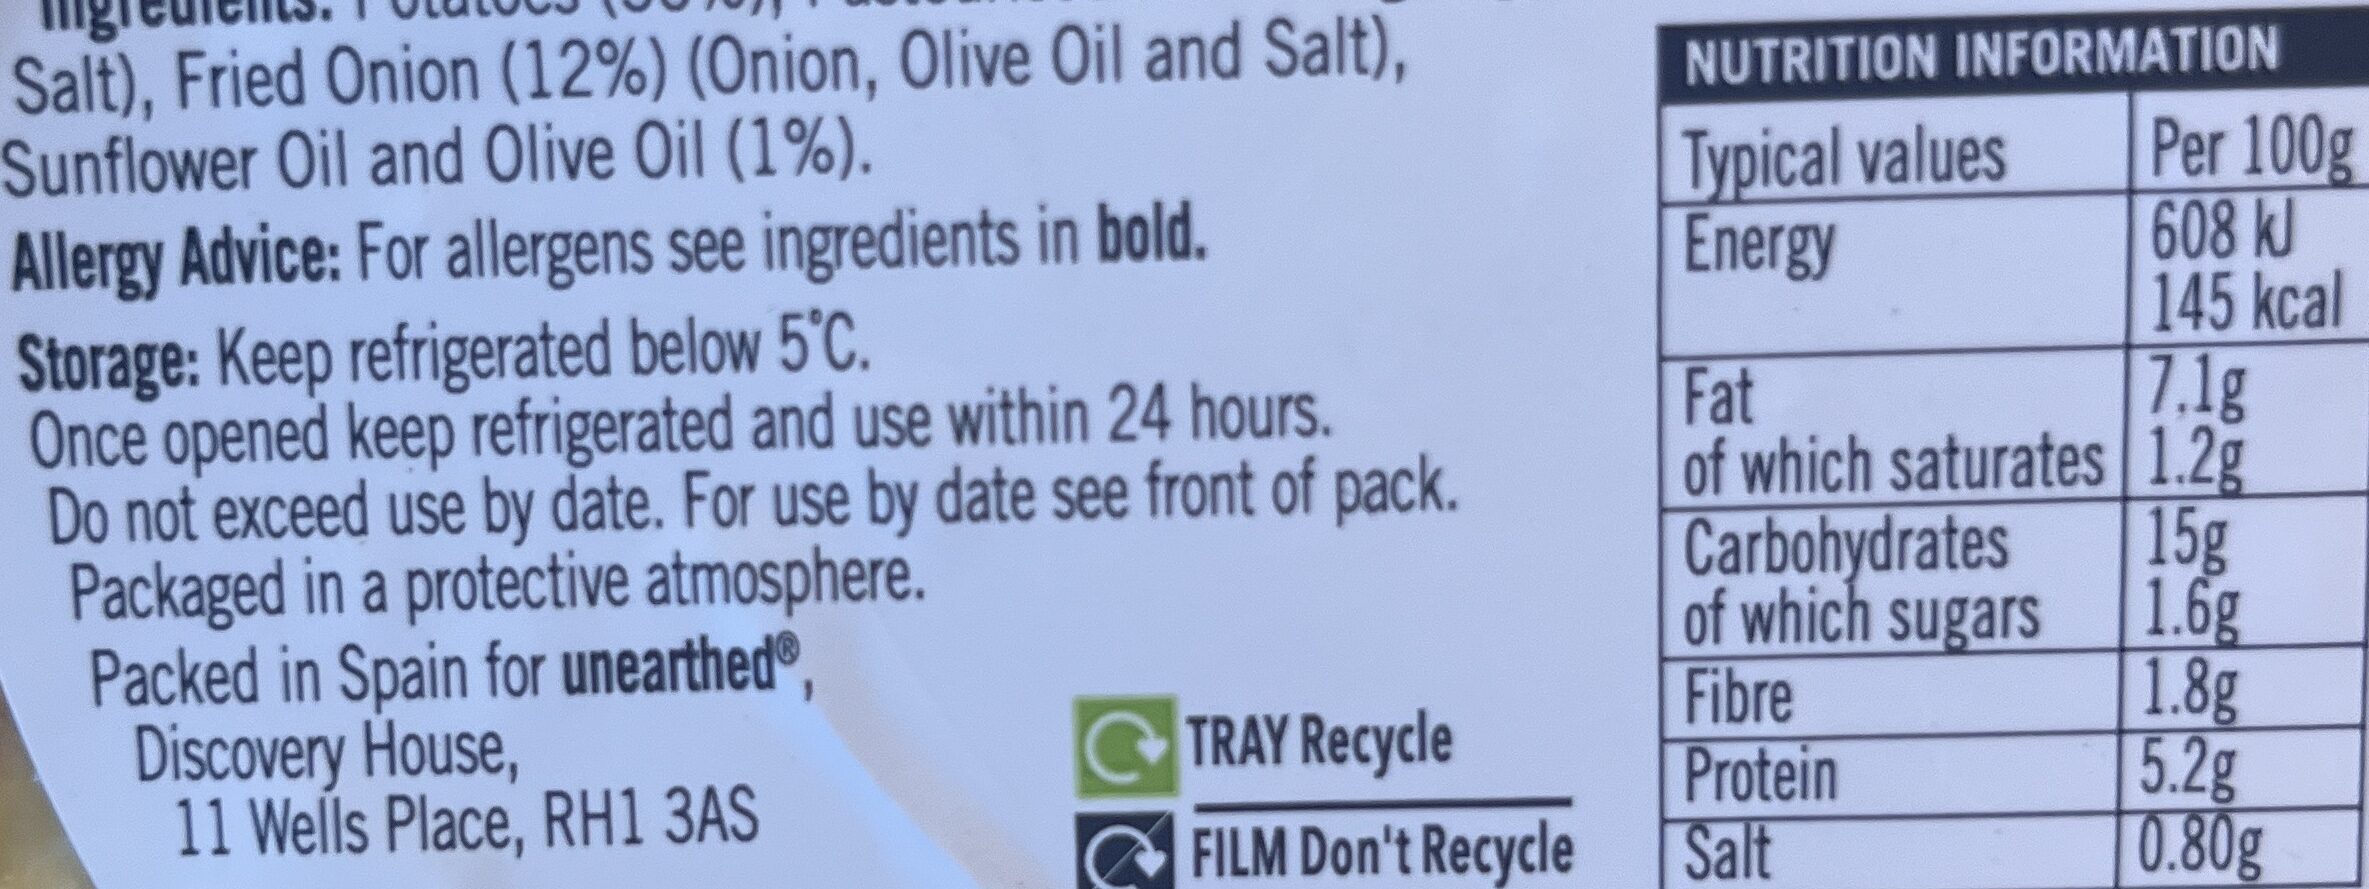 Ingredients: Potatoes
Salt), Fried Onion (12%) (Onion, Olive Oil and Salt),
Sunflower Oil and Olive Oil (1%).
Allergy Advice: For allergens see ingredients in bold.
Storage: Keep refrigerated below 5°C.
Once opened keep refrigerated and use within 24 hours.
Do not exceed use by date. For use by date see front of pack.
Packaged in a protective atmosphere.
Packed in Spain for unearthed®,
Discovery House,
11 Wells Place, RH1 3AS
TRAY Recycle
FILM Don't Recycle
NUTRITION INFORMATION
Typical values Per 100g
Energy 608 kJ
145 kcal
Fat 7.1g
of which saturates 1.2g
Carbohydrates 15g
of which sugars 1.6g
Fibre 1.8g
Protein 5.2g
Salt 0.80g